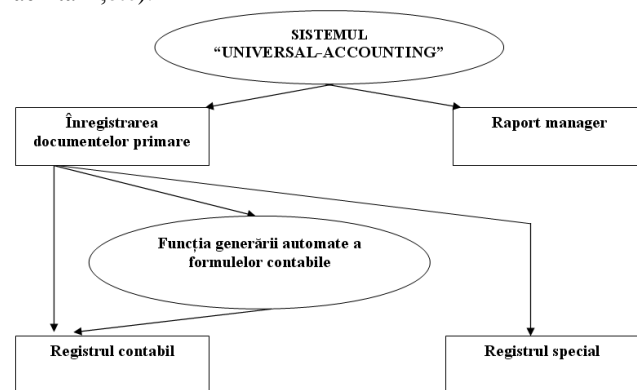 SISTEMUL
“UNIVERSAL-ACCOUNTING”
Înregistrarea
documentelor primare
Raport manager
Funcția generării automate a
formulelor contabile
Registrul contabil
Registrul special